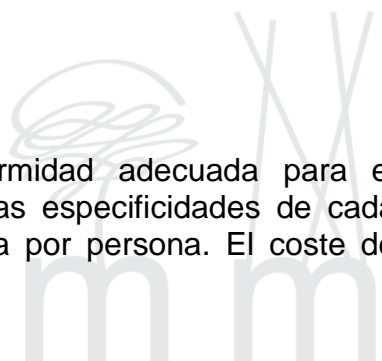 rmidad adecuada para e
as especificidades de cada
a por persona. El coste de